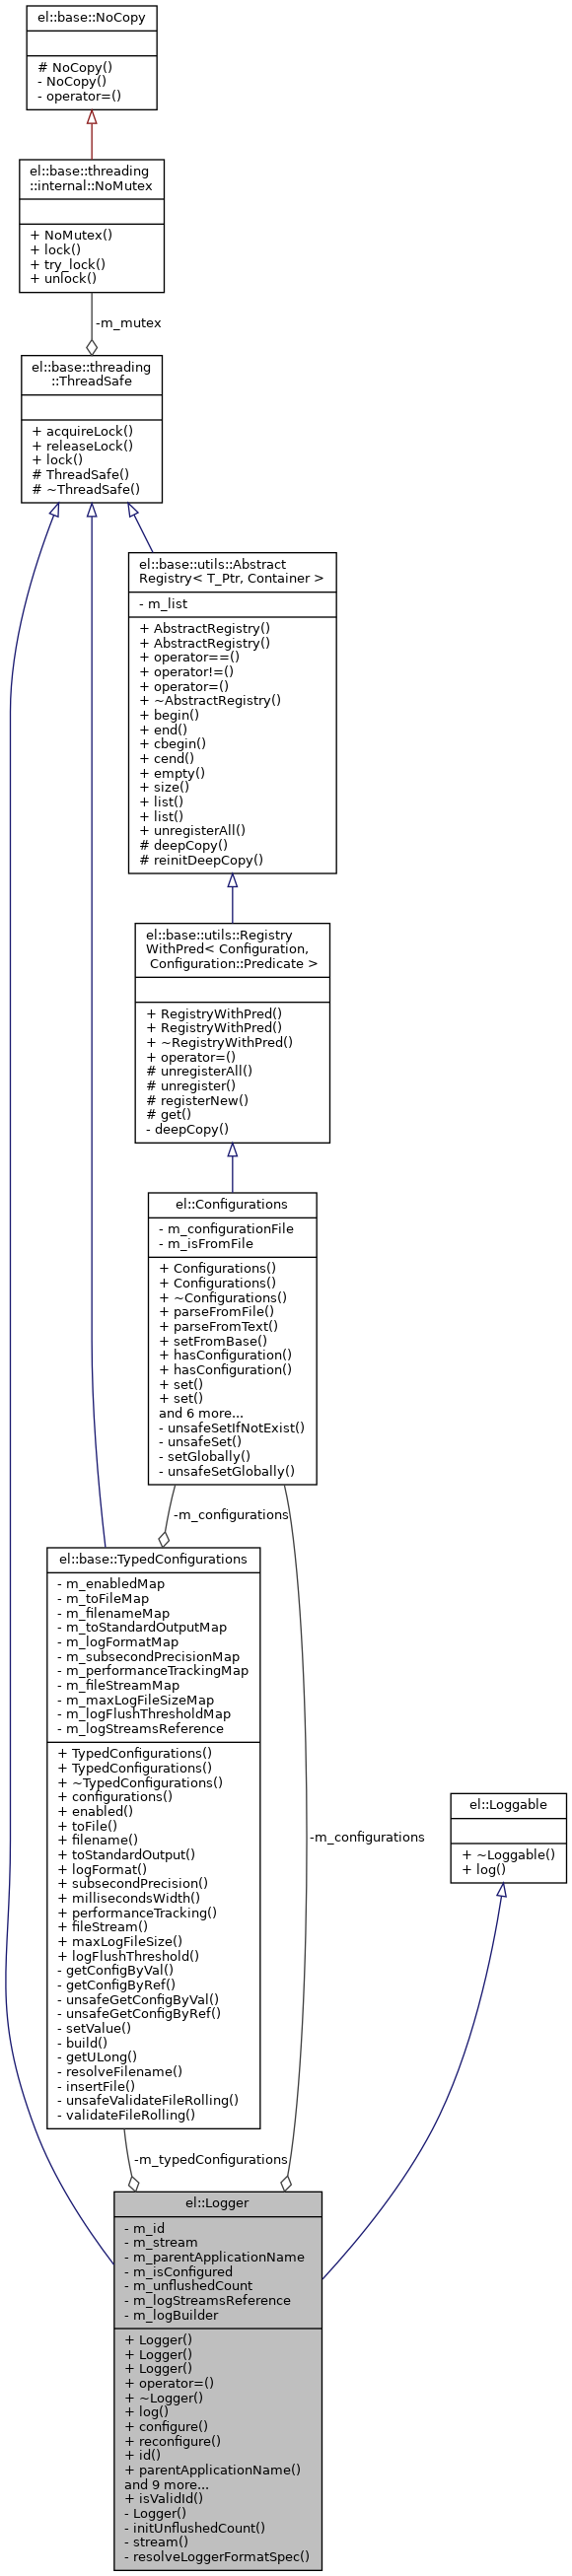 el::base::NoCopy
# NoCopy()
- NoCopy()
- operator=()
el::base::threading
::internal::NoMutex
+ NoMutex()
+ lock()
+ try_lock()
+ unlock()
-m_mutex
el::base::threading
::ThreadSafe
+ acquireLock()
+ releaseLock()
+ lock()
# ThreadSafe()
# ~ThreadSafe()
el::base::utils::Abstract
Registry< T_Ptr, Container >
- m_list
+ AbstractRegistry()
+ AbstractRegistry()
+ operator==()
+ operator!=()
+ operator=()
+ ~AbstractRegistry()
+ begin()
+ end()
+ cbegin()
+ cend()
+ empty()
+ size()
+ list()
+ list()
+ unregisterAll()
# deepCopy()
# reinitDeepCopy()
el::base::utils::Registry
WithPred< Configuration,
Configuration::Predicate >
+ RegistryWithPred()
+ RegistryWithPred()
+ ~RegistryWithPred()
+ operator=()
# unregisterAll()
# unregister()
# registerNew()
# get()
- deepCopy()
el::Configurations
- m_configurationFile
- m_isFromFile
+ Configurations()
+ Configurations()
+ ~Configurations()
+ parseFromFile()
+ parseFromText()
+ setFromBase()
+ hasConfiguration()
+ hasConfiguration()
+ set()
+ set()
and 6 more...
- unsafeSetIfNotExist()
- unsafeSet()
- setGlobally()
- unsafeSetGlobally()
-m_configurations
el::base::TypedConfigurations
- m_enabledMap
- m_toFileMap
- m_filenameMap
- m_toStandardOutputMap
- m_logFormatMap
- m_subsecondPrecisionMap
- m_performanceTrackingMap
- m_fileStreamMap
- m_maxLogFileSizeMap
- m_logFlushThresholdMap
- m_logStreamsReference
+ TypedConfigurations()
+ TypedConfigurations()
+ ~TypedConfigurations()
+ configurations()
+ enabled()
+ toFile()
+ filename()
+ toStandardOutput()
+ logFormat()
+ subsecondPrecision()
+ millisecondsWidth()
+ performanceTracking()
+ fileStream()
+ maxLogFileSize()
+ logFlushThreshold()
- getConfigByVal()
- getConfigByRef()
- unsafeGetConfigByVal()
- unsafeGetConfigByRef()
- setValue()
- build()
- getULong()
- resolveFilename()
- insertFile()
- unsafeValidateFileRolling()
- validateFileRolling()
-m_configurations
el::Loggable
+ ~Loggable()
+ log()
-m_typedConfigurations
el::Logger
- m_id
- m_stream
- m_parentApplicationName
- m_isConfigured
- m_unflushedCount
- m_logStreamsReference
- m_logBuilder
+ Logger()
+ Logger()
+ Logger()
+ operator=()
+ ~Logger()
+ log()
+ configure()
+ reconfigure()
+ id()
+ parentApplicationName()
and 9 more...
+ isValidId()
- Logger()
- initUnflushedCount()
- stream()
- resolveLoggerFormatSpec()